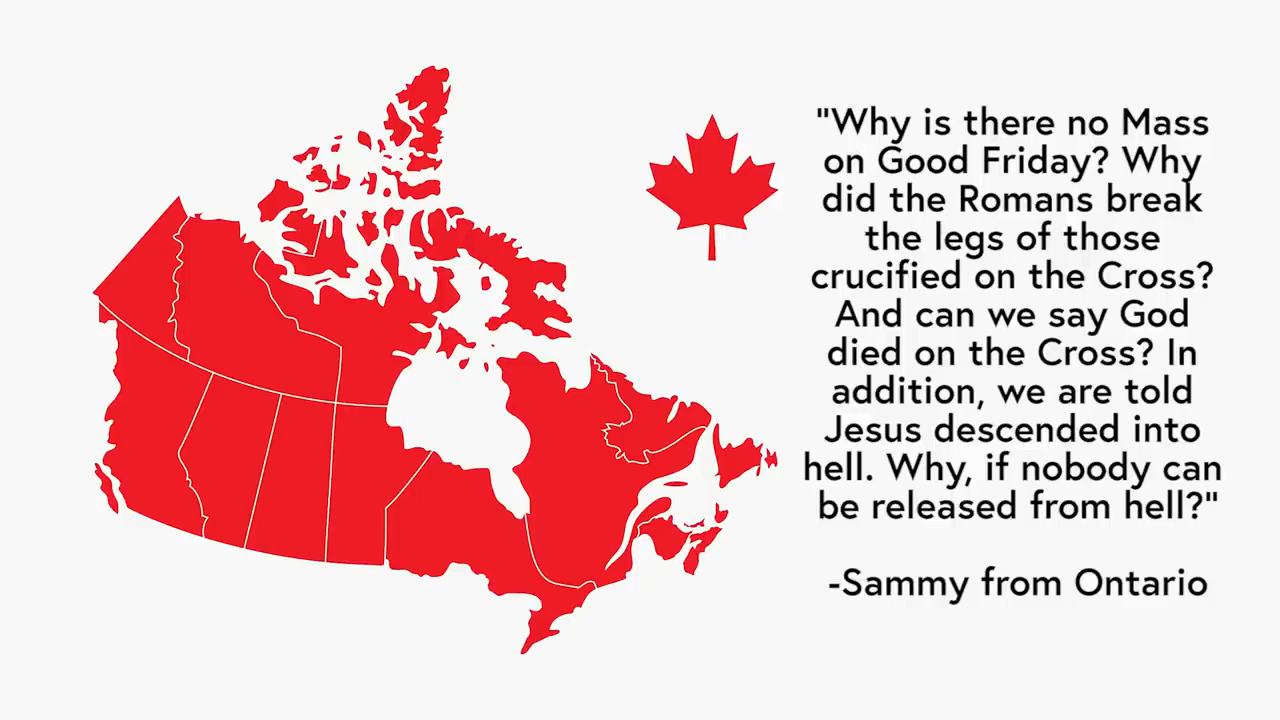 "Why is there no Mass
on Good Friday? Why
did the Romans break
the legs of those
crucified on the Cross?
And can we say God
died on the Cross? In
addition, we are told
Jesus descended into
hell. Why, if nobody can
be released from hell?"
-Sammy from Ontario